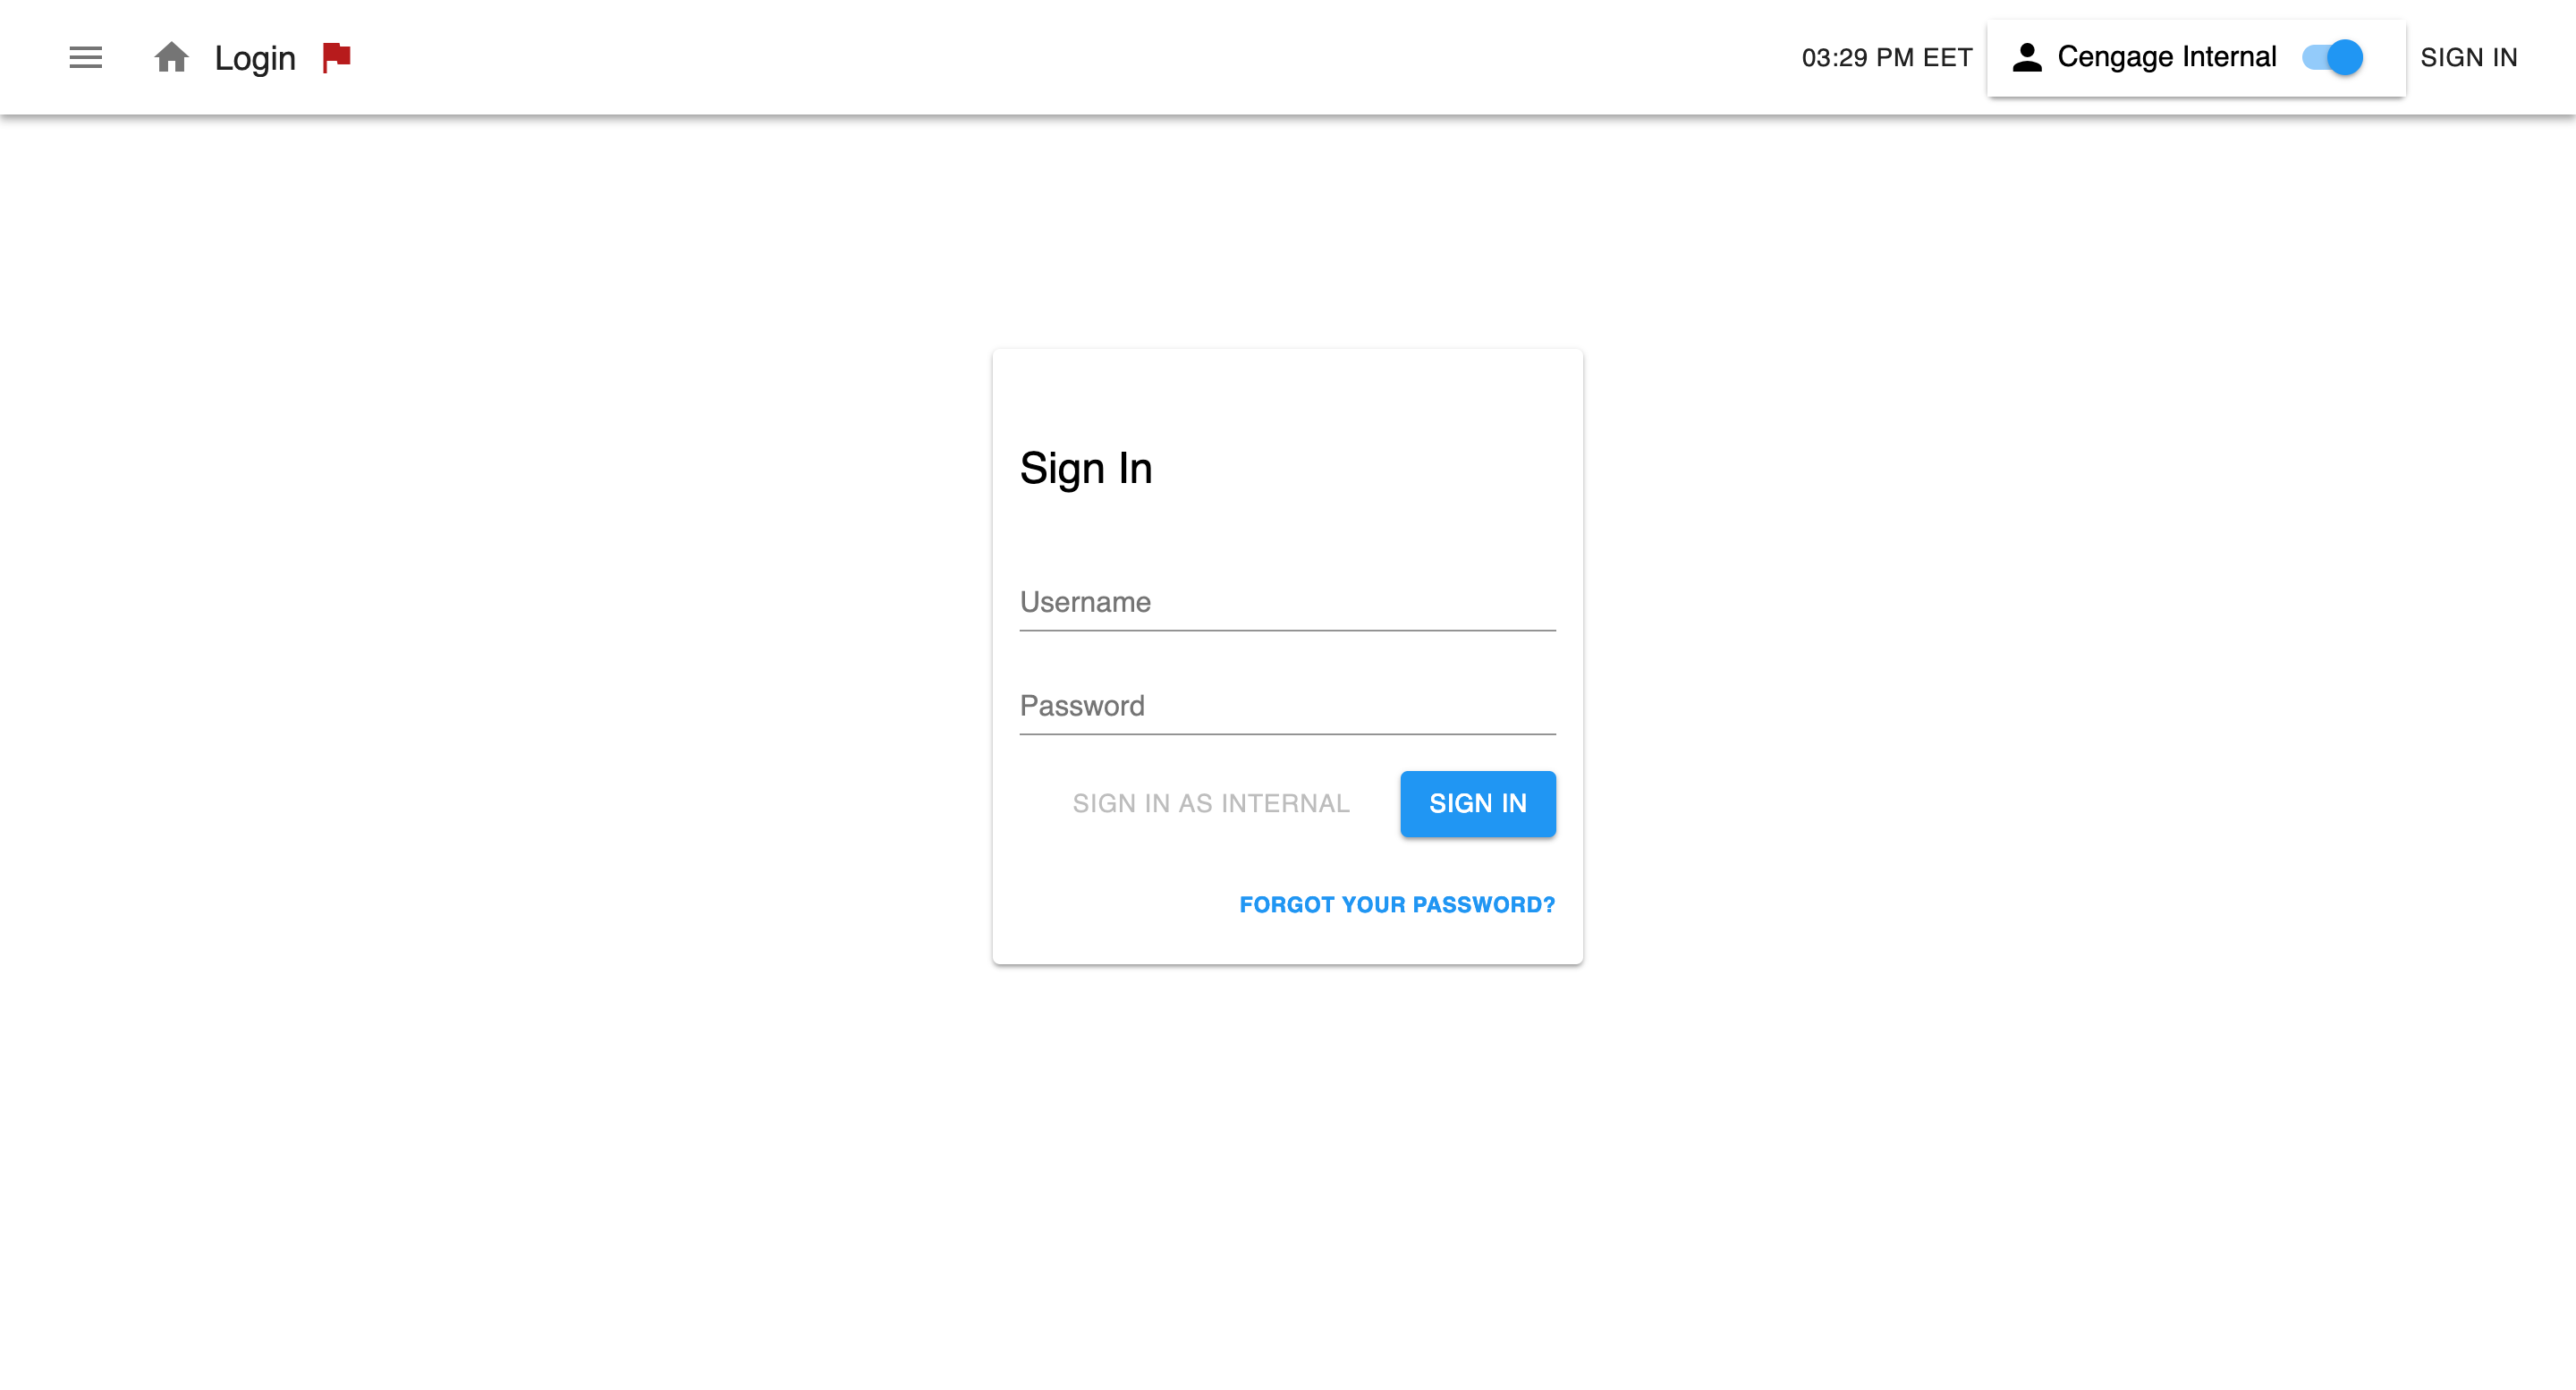 Login
03:29 PM EET
Cengage Internal
SIGN IN
Sign In
Username
Password
SIGN IN AS INTERNAL
SIGN IN
FORGOT YOUR PASSWORD?